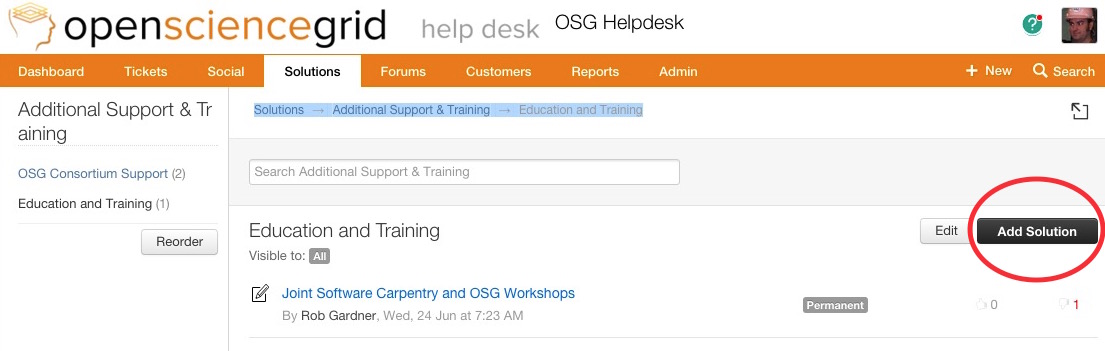 opensciencegrid help desk OSG Helpdesk
?
Dashboard Tickets Social Solutions Forums Customers Reports Admin + New Search
Additional Support & Tr
aining
OSG Consortium Support (2)
Education and Training (1)
Reorder
Solutions → Additional Support & Training → Education and Training
Search Additional Support & Training
Education and Training Edit Add Solution
Visible to: All
Joint Software Carpentry and OSG Workshops
By Rob Gardner, Wed, 24 Jun at 7:23 AM Permanent 0 1